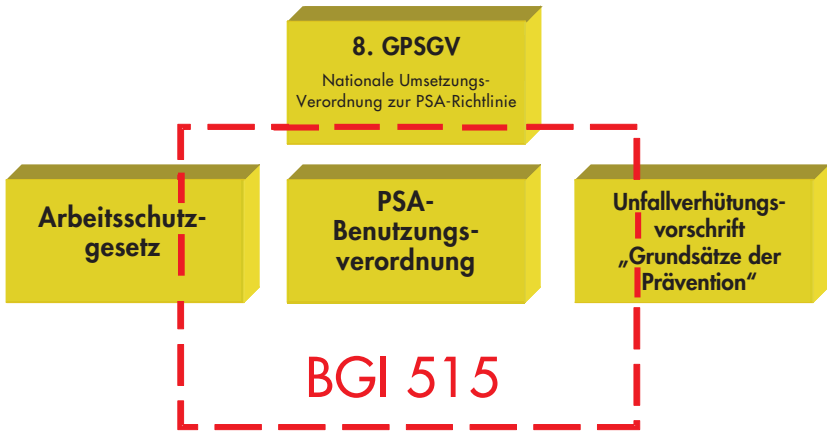 8. GPSGV
Nationale Umsetzungs-
Verordnung zur PSA-Richtlinie
Arbeitsschutz-
gesetz
PSA-
Benutzungs-
verordnung
Unfallverhütungs-
vorschrift
„Grundsätze der
Prävention“
BGI 515